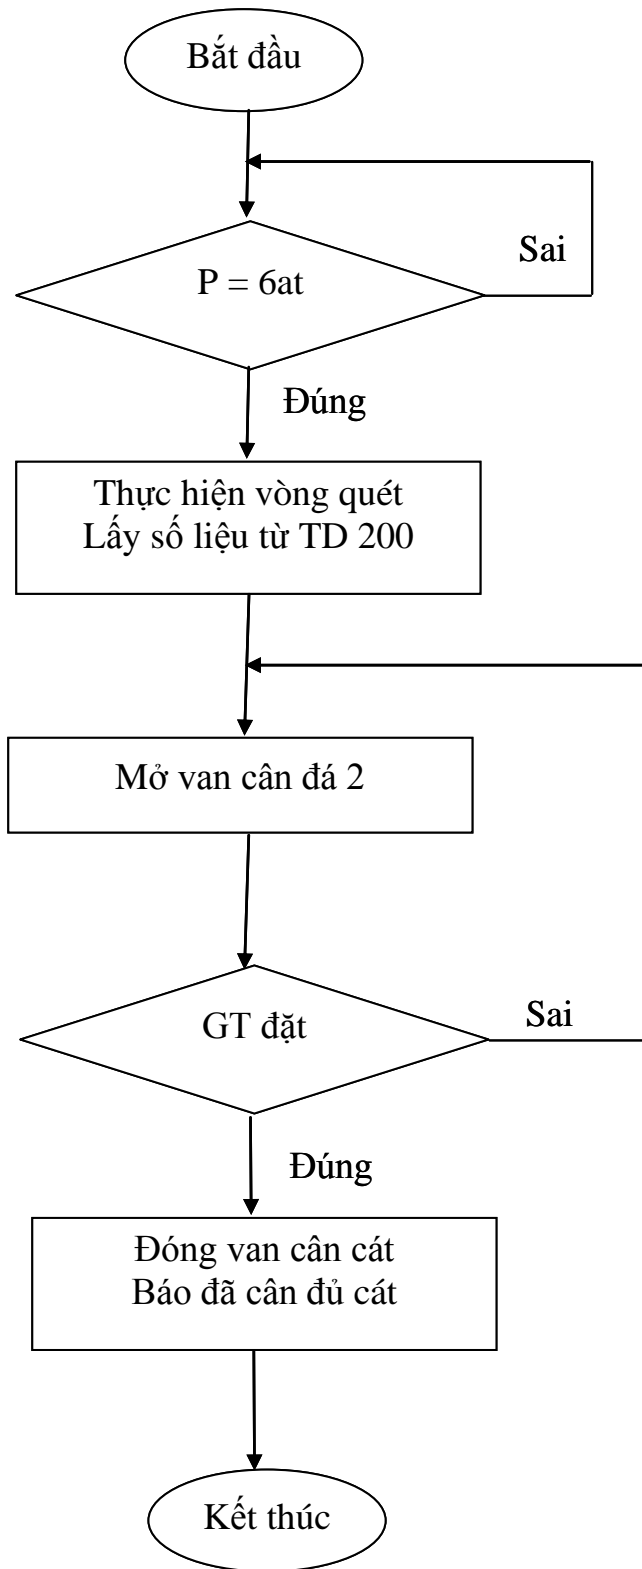 Bắt đầu
Sai
P = 6at
Đúng
Thực hiện vòng quét
Lấy số liệu từ TD 200
Mở van cân đá 2
GT đặt
Sai
Đúng
Đóng van cân cát
Báo đã cân đủ cát
Kết thúc